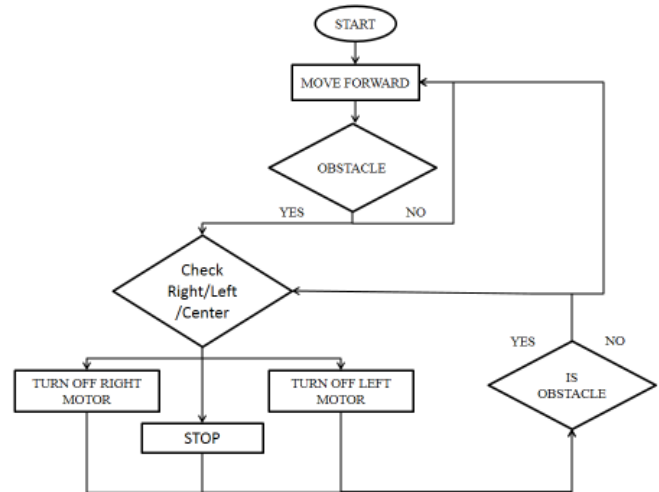 START
MOVE FORWARD
OBSTACLE
YES
NO
Check
Right/Left
/Center
YES
NO
TURN OFF RIGHT
MOTOR
TURN OFF LEFT
MOTOR
IS
OBSTACLE
STOP